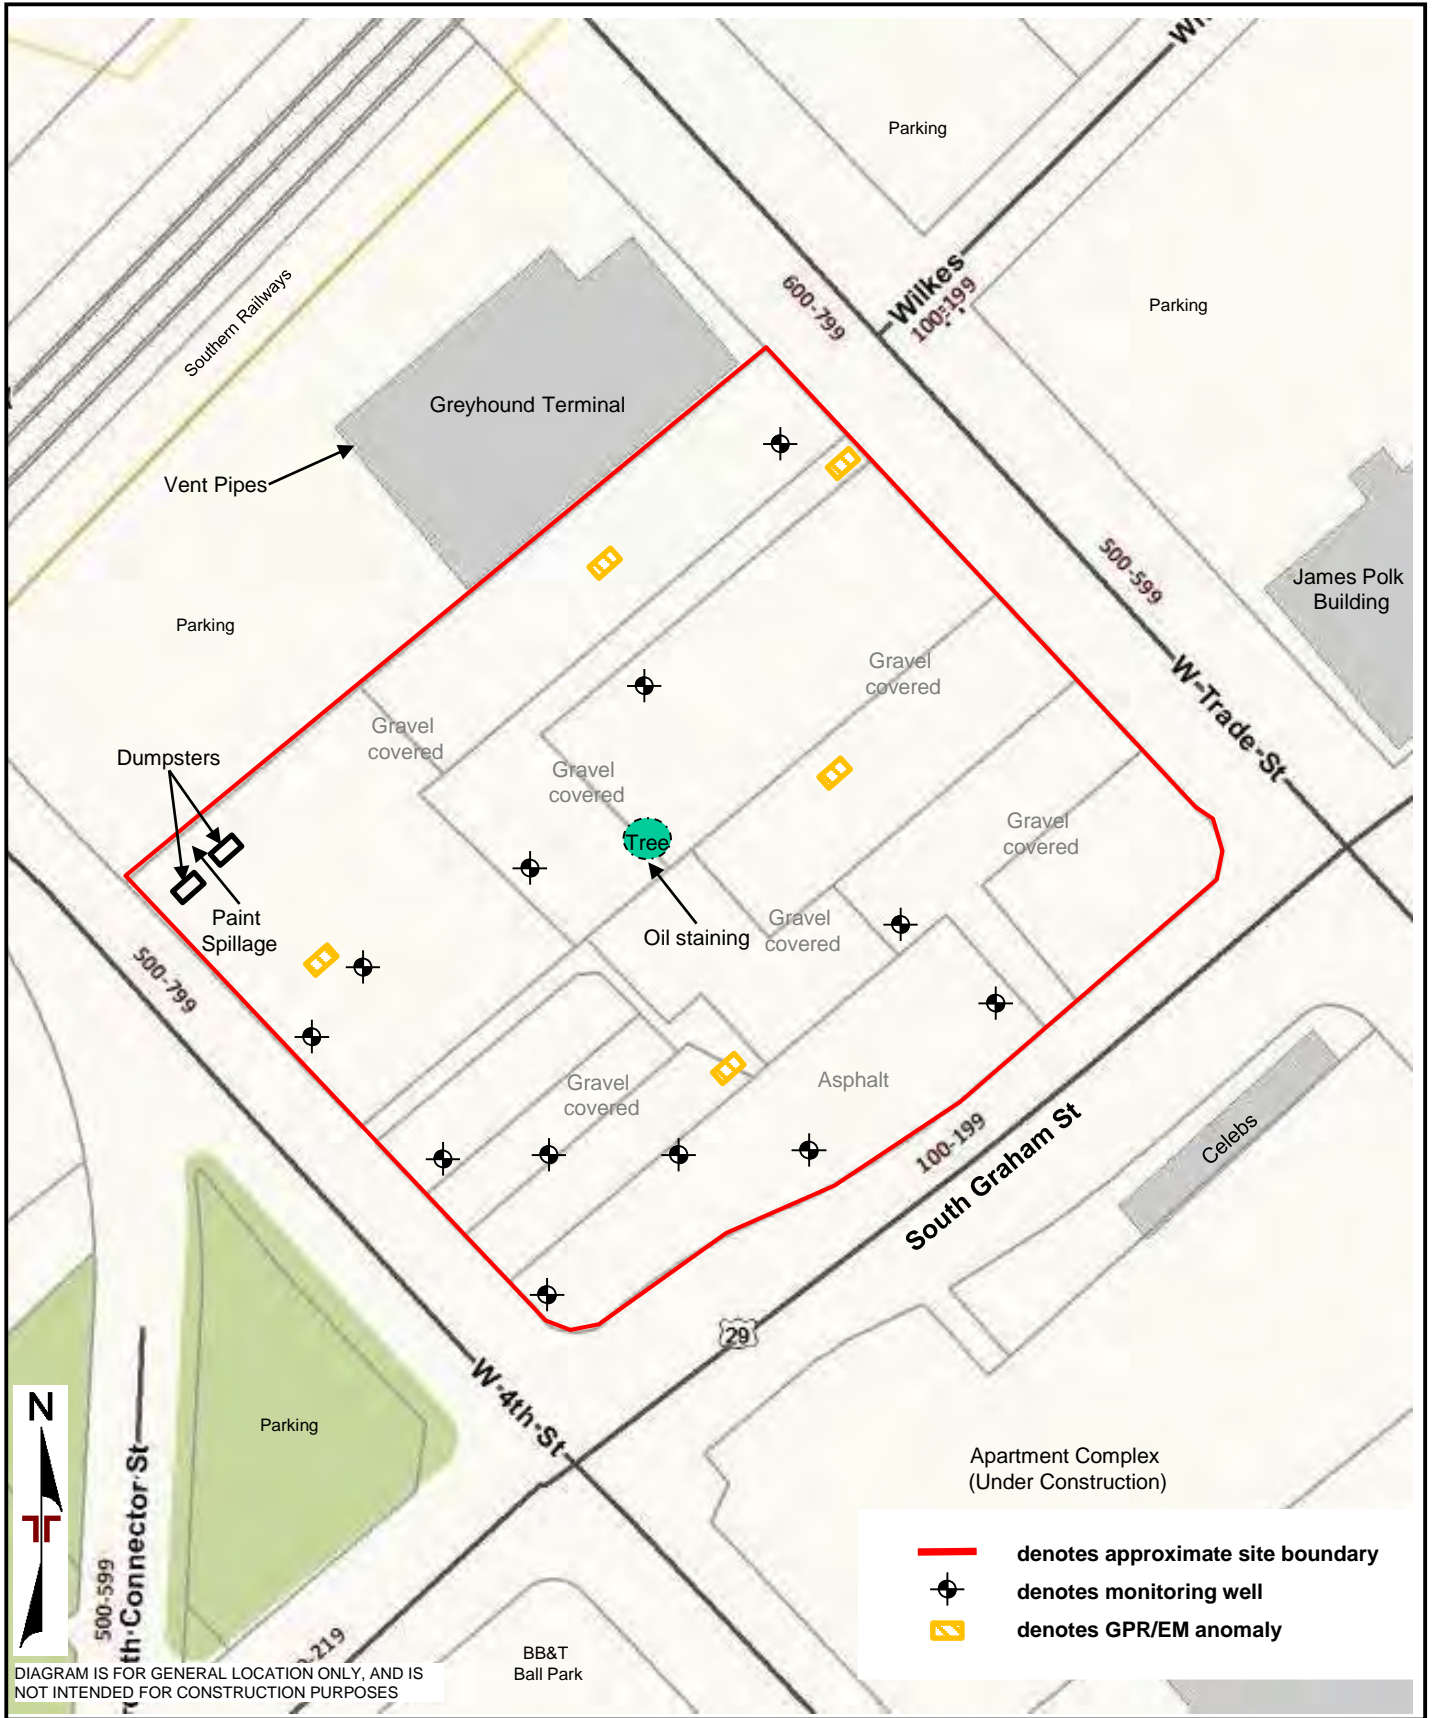 Parking
Wilkes
100-199
600-799
Parking
Southern Railways
Greyhound Terminal
Vent Pipes
500-599
James Polk
Building
Parking
Gravel
covered
W-Trade-St
Gravel
covered
Dumpsters
Gravel
covered
Gravel
covered
Tree
Paint
Spillage
Oil staining
Gravel
covered
500-799
Gravel
covered
Asphalt
100-199
South Graham St
Celebs
29
W-4th-St
Parking
N
Apartment Complex
(Under Construction)
500-599
th-Connector-St
-219
BB&T
Ball Park
denotes approximate site boundary
denotes monitoring well
denotes GPR/EM anomaly
DIAGRAM IS FOR GENERAL LOCATION ONLY, AND IS
NOT INTENDED FOR CONSTRUCTION PURPOSES